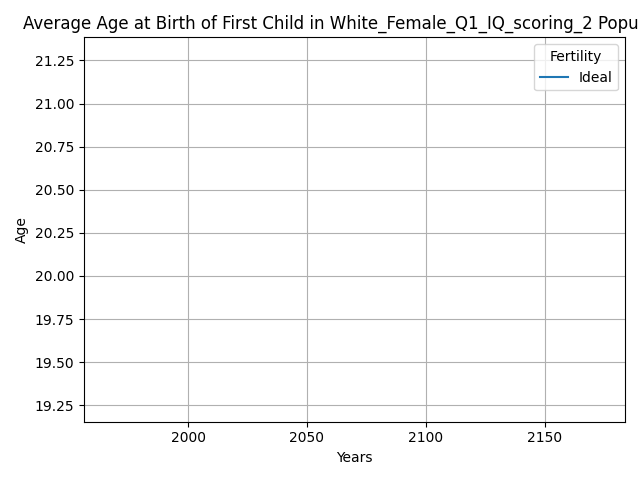 Average Age at Birth of First Child in White_Female_Q1_IQ_scoring_2 Popu
Fertility
Ideal
21.25
21.00
20.75
20.50
20.25
20.00
19.75
19.50
19.25
Age
2000 2050 2100 2150
Years